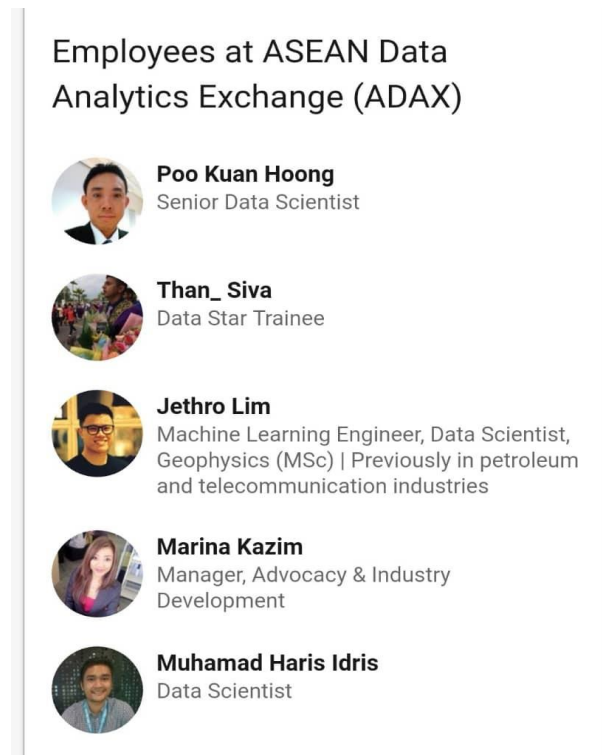 Employees at ASEAN Data
Analytics Exchange (ADAX)
Poo Kuan Hoong
Senior Data Scientist
Than_ Siva
Data Star Trainee
Jethro Lim
Machine Learning Engineer, Data Scientist,
Geophysics (MSc) | Previously in petroleum
and telecommunication industries
Marina Kazim
Manager, Advocacy & Industry
Development
Muhamad Haris Idris
Data Scientist